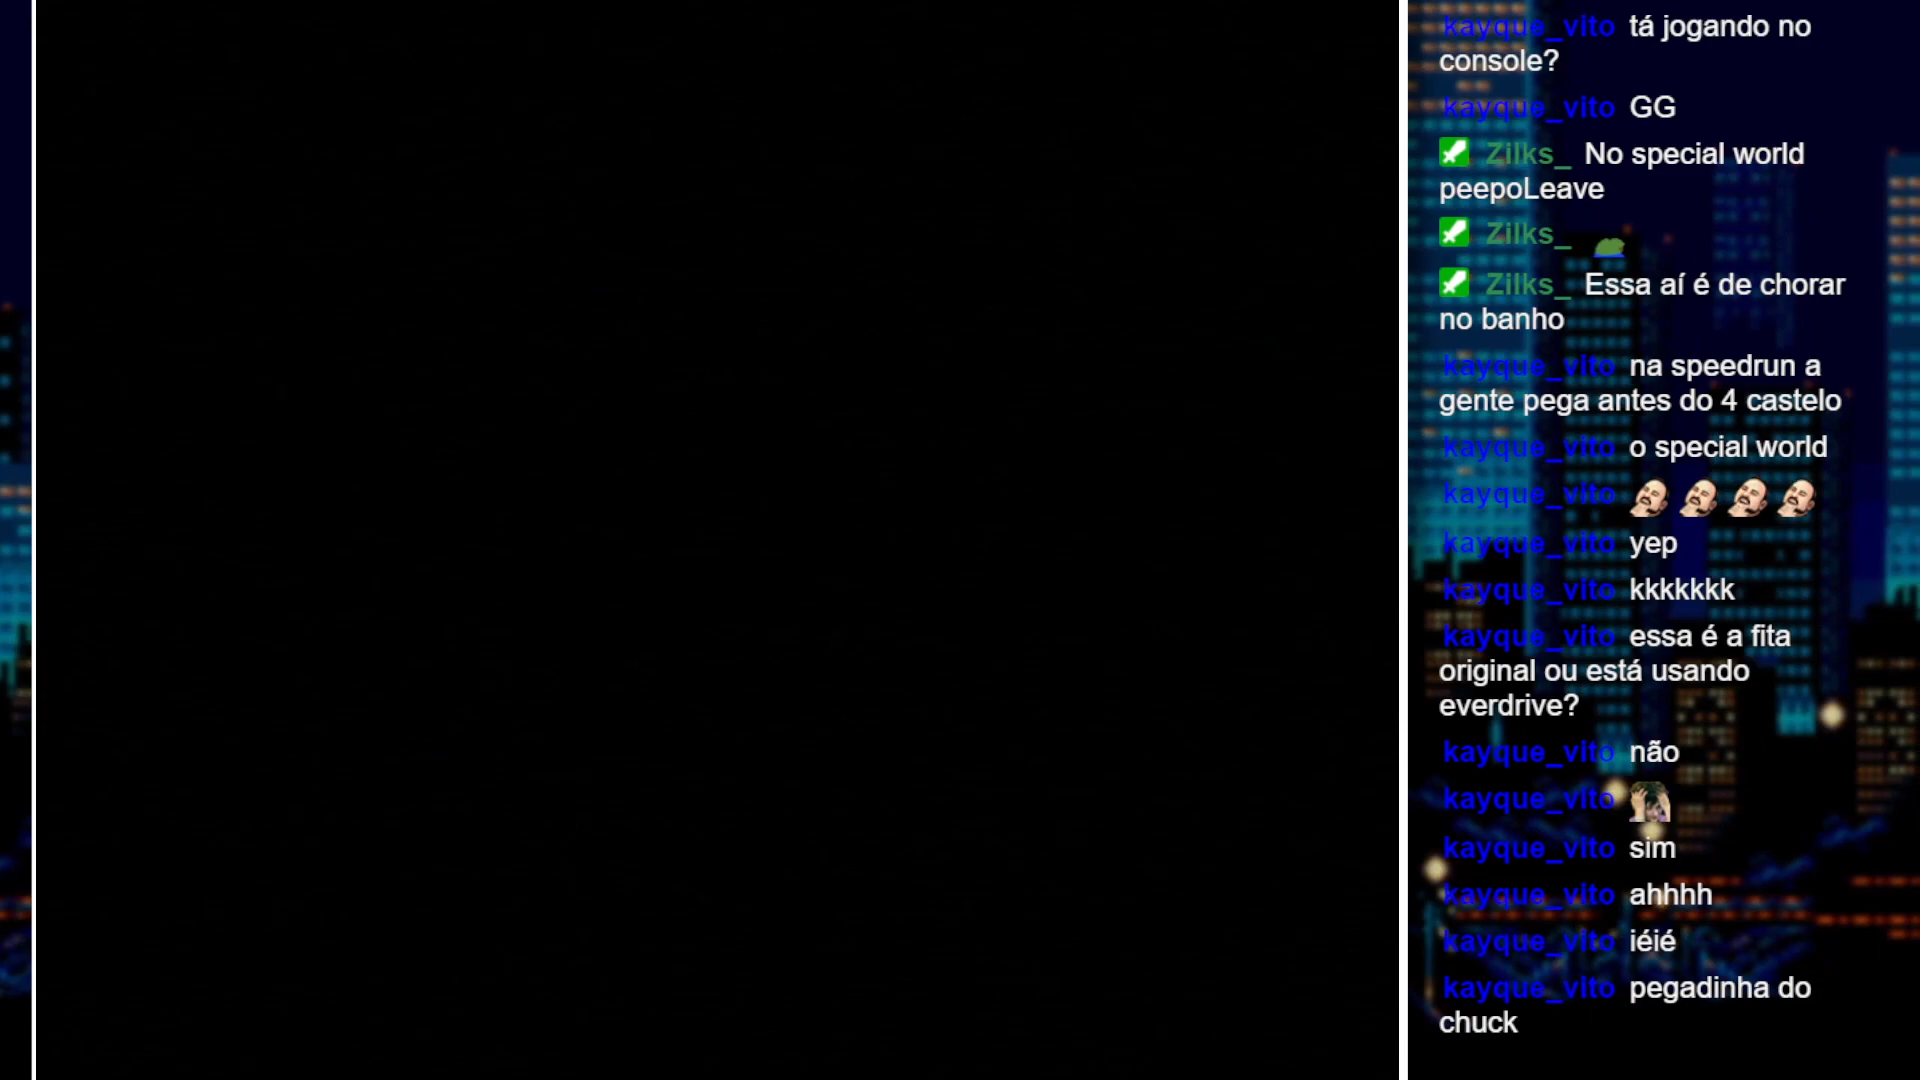 kayque_vito tá jogando no
console?
kayque_vito GG
Zilks_ No special world
peepoLeave
Zilks_
Zilks_ Essa aí é de chorar
no banho
kayque_vito na speedrun a
gente pega antes do 4 castelo
kayque_vito o special world
kayque_vito
kayque_vito yep
kayque_vito kkkkkkk
kayque_vito essa é a fita
original ou está usando
everdrive?
kayque_vito não
kayque_vito
kayque_vito sim
kayque_vito ahhhh
kayque_vito iéié
kayque_vito pegadinha do
chuck